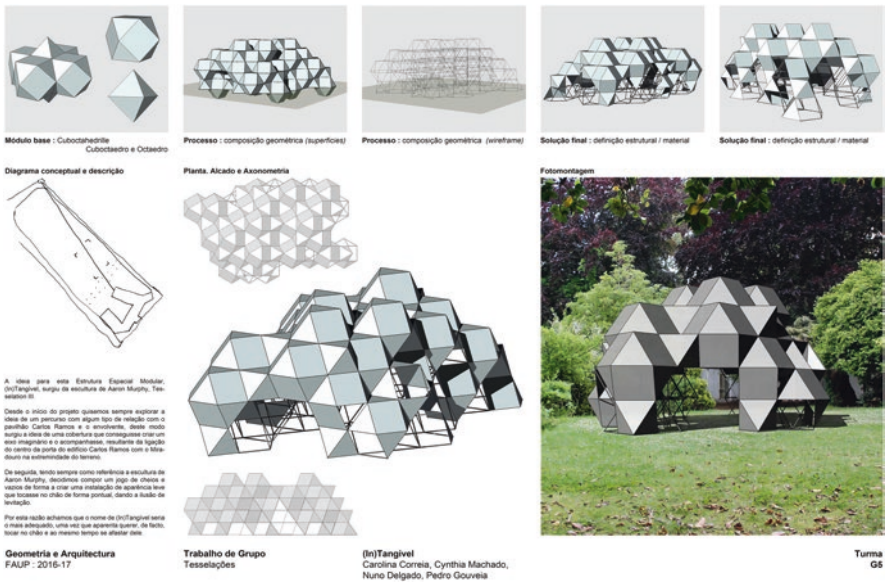 Módulo base : Cuboctahedrille
Cuboctaedro e Octaedro
Processo : composição geométrica (superfícies)
Processo : composição geométrica (wireframe)
Solução final : definição estrutural / material
Solução final : definição estrutural / material
Diagrama conceptual e descrição
Planta, Alçado e Axonometria
Fotomontagem
A ideia para esta Estrutura Espacial Modular,
(In)Tangível, surgiu da escultura de Aaron Murphy, Tes-
selation III.
Desde o início do projeto quisemos sempre explorar a
ideia de um percurso com algum tipo de relação com o
pavilhão Carlos Ramos e o envolvente, deste modo
surgiu a ideia de uma cobertura que conseguisse criar um
eixo imaginário e o acompanhasse, resultante da ligação
do centro da porta do edifício Carlos Ramos com o Mira-
douro na extremindade do terreno.
De seguida, tendo sempre como referência a escultura de
Aaron Murphy, decidimos compor um jogo de cheios e
vazios de forma a criar uma instalação de aparência leve
que tocasse no chão de forma pontual, dando a ilusão de
levitação.
Por esta razão achamos que o nome de (In)Tangível seria
o mais adequado, uma vez que aparenta querer, de facto,
tocar no chão e ao mesmo tempo se afastar dele.
Geometria e Arquitectura
FAUP : 2016-17
Trabalho de Grupo
Tesselações
(In)Tangível
Carolina Correia, Cynthia Machado,
Nuno Delgado, Pedro Gouveia
Turma
G5